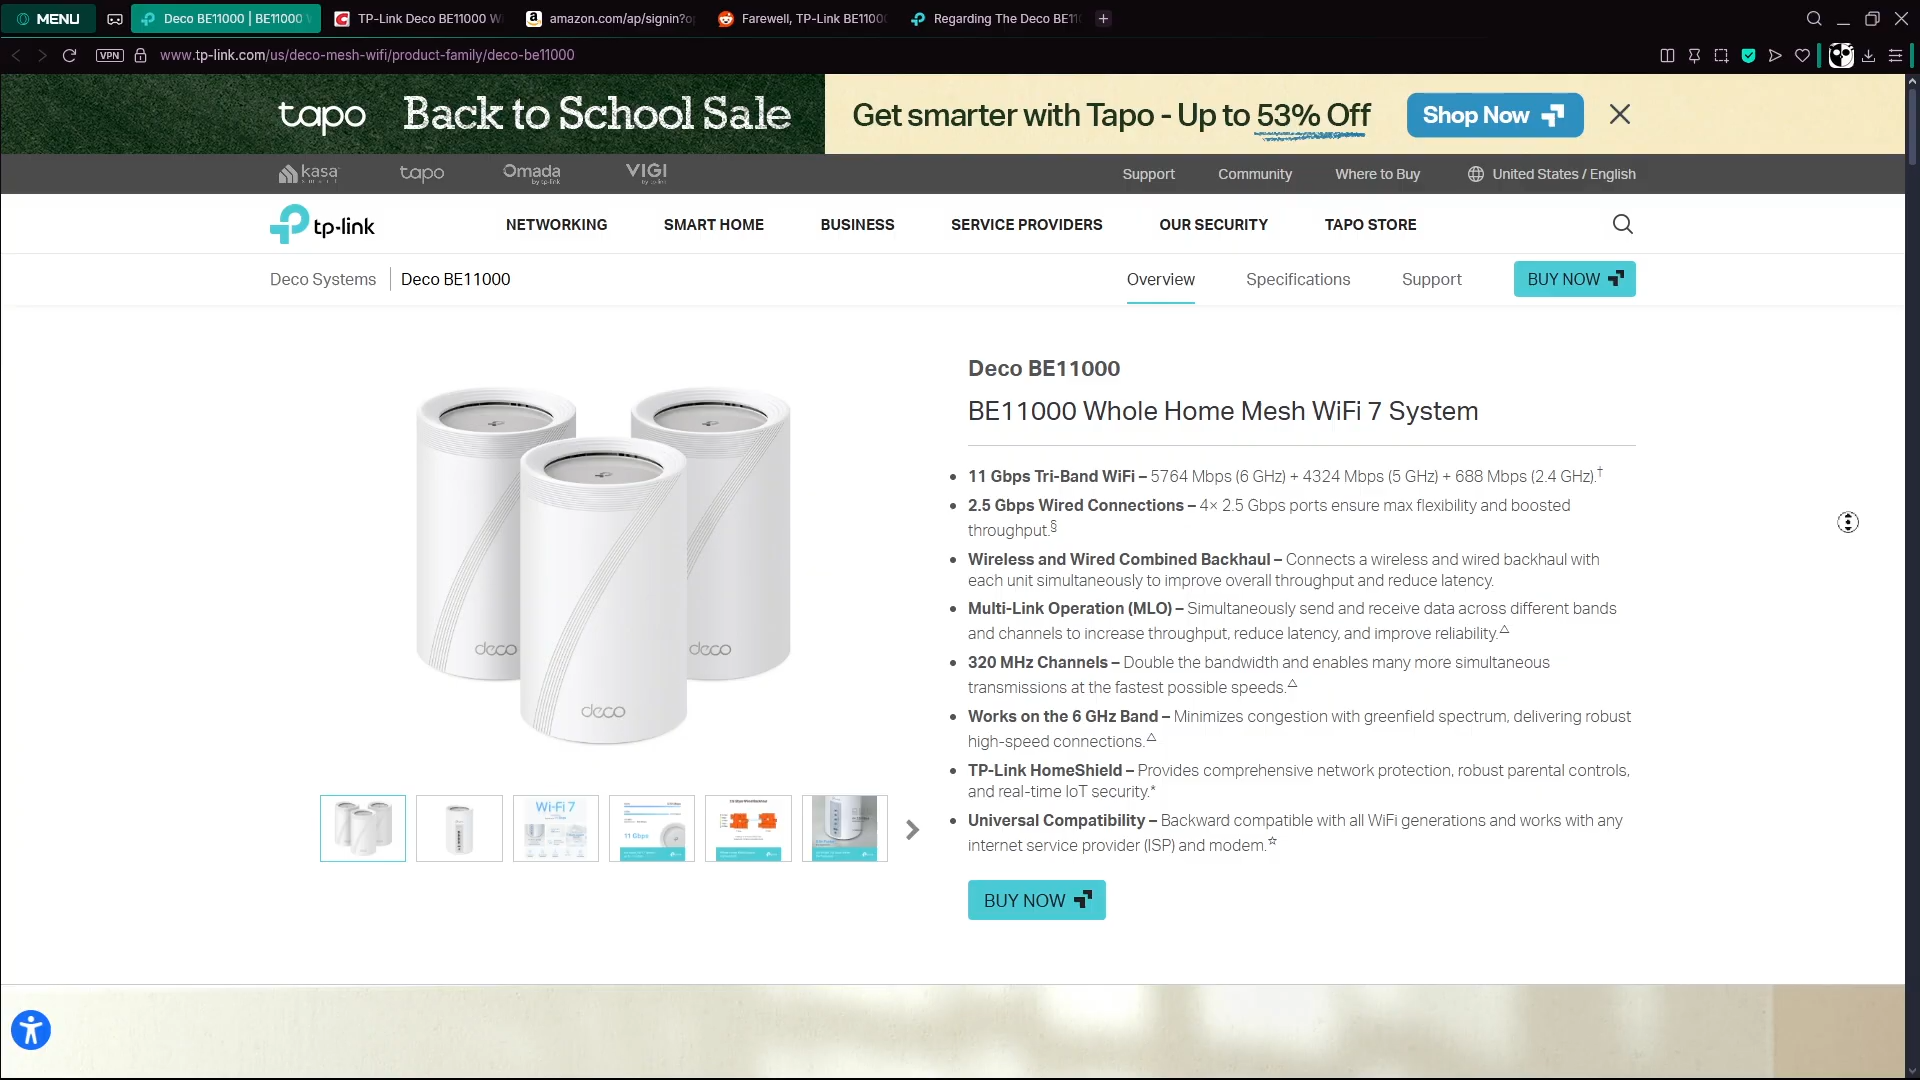 MENU
Deco BE11000 | BE11000
TP-Link Deco BE11000 W
amazon.com/ap/signin?o
Farewell, TP-Link BE1100
Regarding The Deco BE11
VPN
www.tp-link.com/us/deco-mesh-wifi/product-family/deco-be11000
tapo
Back to School Sale
Get smarter with Tapo - Up to 53% Off
Shop Now
kasa
tapo
Omada
by tp-link
VIGI
by tp-link
Support
Community
Where to Buy
United States / English
tp-link
NETWORKING
SMART HOME
BUSINESS
SERVICE PROVIDERS
OUR SECURITY
TAPO STORE
Deco Systems
Deco BE11000
Overview
Specifications
Support
BUY NOW
deco
deco
deco
Deco BE11000
BE11000 Whole Home Mesh WiFi 7 System
• 11 Gbps Tri-Band WiFi – 5764 Mbps (6 GHz) + 4324 Mbps (5 GHz) + 688 Mbps (2.4 GHz).†
• 2.5 Gbps Wired Connections – 4× 2.5 Gbps ports ensure max flexibility and boosted
throughput.§
• Wireless and Wired Combined Backhaul – Connects a wireless and wired backhaul with
each unit simultaneously to improve overall throughput and reduce latency.
• Multi-Link Operation (MLO) – Simultaneously send and receive data across different bands
and channels to increase throughput, reduce latency, and improve reliability.△
• 320 MHz Channels – Double the bandwidth and enables many more simultaneous
transmissions at the fastest possible speeds.△
• Works on the 6 GHz Band – Minimizes congestion with greenfield spectrum, delivering robust
high-speed connections.△
• TP-Link HomeShield – Provides comprehensive network protection, robust parental controls,
and real-time IoT security.*
• Universal Compatibility – Backward compatible with all WiFi generations and works with any
internet service provider (ISP) and modem.☆
BUY NOW
Wi-Fi 7
11 Gbps